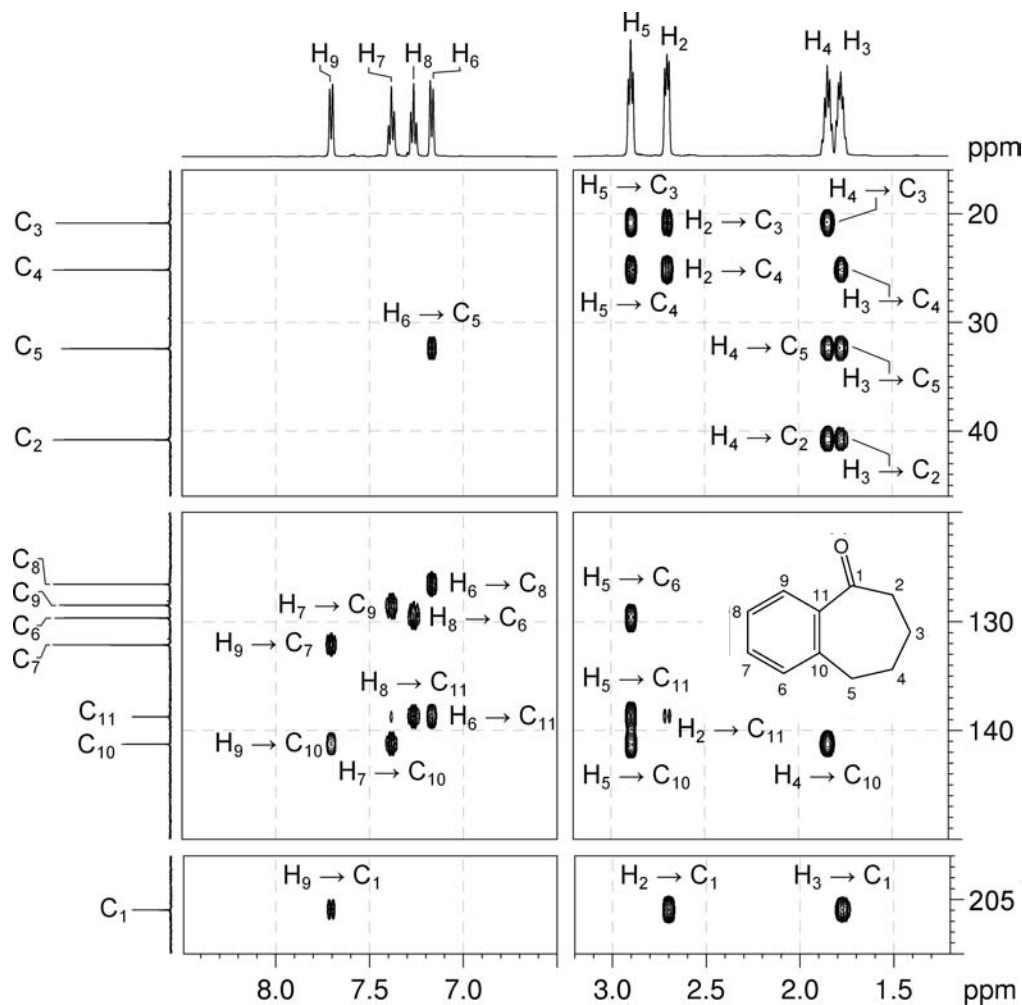 H₉ H₇ H₈ H₆ H₅ H₂ H₄ H₃
ppm
H₅ → C₃
H₄ → C₃
C₃ 20
H₂ → C₃
C₄ H₂ → C₄
H₃ → C₄
H₅ → C₄
H₆ → C₅
30
C₅ H₄ → C₅
H₃ → C₅
C₂ H₄ → C₂ 40
H₃ → C₂
O
C₈
C₉
C₆
C₇
H₆ → C₈
H₇ → C₉
H₈ → C₆
H₉ → C₇
H₅ → C₆
1
2
3
4
5
6
7
8
9
10
11
130
H₈ → C₁₁
H₅ → C₁₁
C₁₁ H₆ → C₁₁
H₂ → C₁₁
C₁₀ H₉ → C₁₀ 140
H₇ → C₁₀
H₅ → C₁₀ H₄ → C₁₀
H₉ → C₁ H₂ → C₁ H₃ → C₁
C₁ 205
8.0 7.5 7.0 3.0 2.5 2.0 1.5 ppm